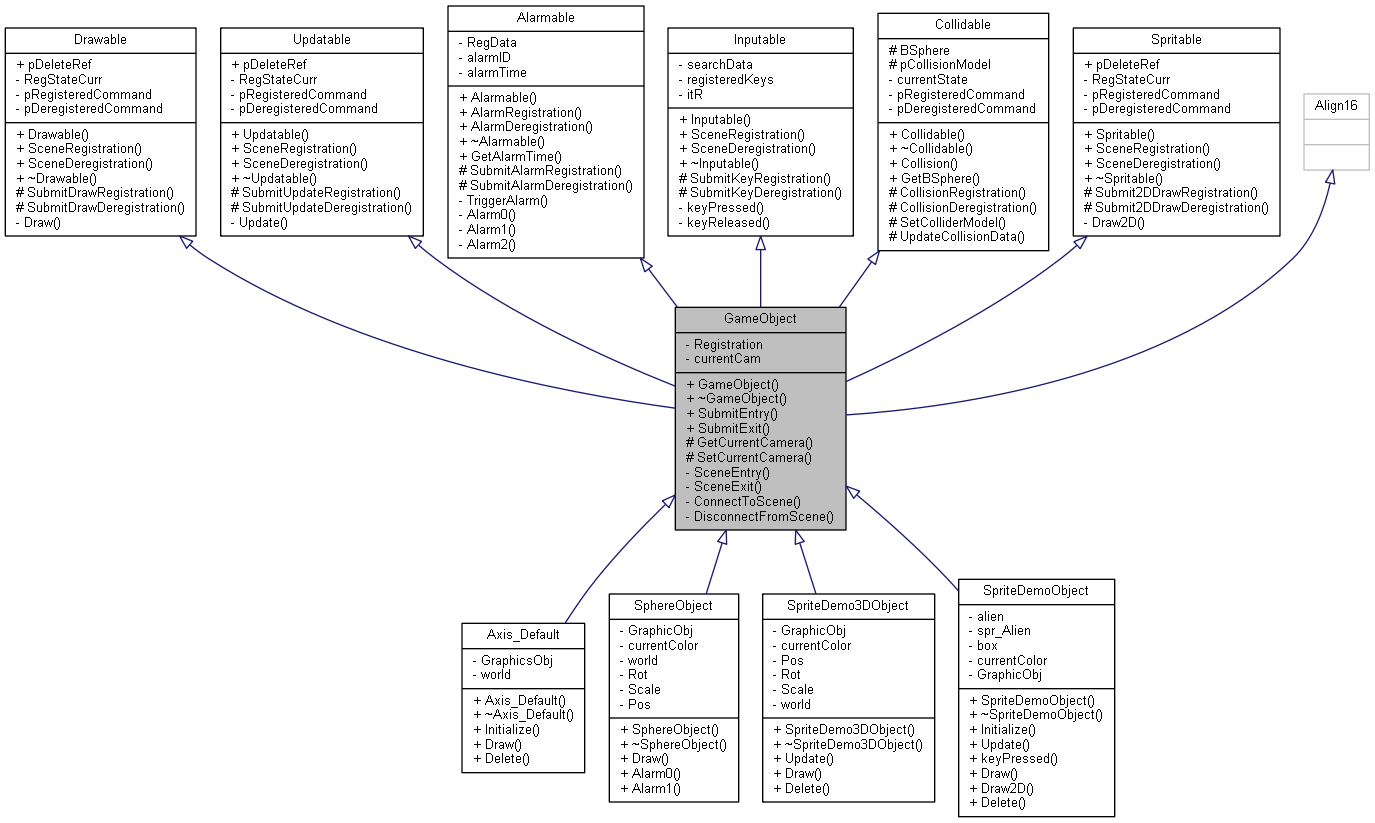 Drawable
+ pDeleteRef
- RegStateCurr
- pRegisteredCommand
- pDeregisteredCommand
+ Drawable()
+ SceneRegistration()
+ SceneDeregistration()
+ ~Drawable()
# SubmitDrawRegistration()
# SubmitDrawDeregistration()
- Draw()
Updatable
+ pDeleteRef
- RegStateCurr
- pRegisteredCommand
- pDeregisteredCommand
+ Updatable()
+ SceneRegistration()
+ SceneDeregistration()
+ ~Updatable()
# SubmitUpdateRegistration()
# SubmitUpdateDeregistration()
- Update()
Alarmable
- RegData
- alarmID
- alarmTime
+ Alarmable()
+ AlarmRegistration()
+ AlarmDeregistration()
+ ~Alarmable()
+ GetAlarmTime()
# SubmitAlarmRegistration()
# SubmitAlarmDeregistration()
- TriggerAlarm()
- Alarm0()
- Alarm1()
- Alarm2()
Inputable
- searchData
- registeredKeys
- itR
+ Inputable()
+ SceneRegistration()
+ SceneDeregistration()
+ ~Inputable()
# SubmitKeyRegistration()
# SubmitKeyDeregistration()
- keyPressed()
- keyReleased()
Collidable
# BSphere
# pCollisionModel
- currentState
- pRegisteredCommand
- pDeregisteredCommand
+ Collidable()
+ ~Collidable()
+ Collision()
+ GetBSphere()
# CollisionRegistration()
# CollisionDeregistration()
# SetColliderModel()
# UpdateCollisionData()
Spritable
+ pDeleteRef
- RegStateCurr
- pRegisteredCommand
- pDeregisteredCommand
+ Spritable()
+ SceneRegistration()
+ SceneDeregistration()
+ ~Spritable()
# Submit2DDrawRegistration()
# Submit2DDrawDeregistration()
- Draw2D()
Align16
GameObject
- Registration
- currentCam
+ GameObject()
+ ~GameObject()
+ SubmitEntry()
+ SubmitExit()
# GetCurrentCamera()
# SetCurrentCamera()
- SceneEntry()
- SceneExit()
- ConnectToScene()
- DisconnectFromScene()
Axis_Default
- GraphicsObj
- world
+ Axis_Default()
+ ~Axis_Default()
+ Initialize()
+ Draw()
+ Delete()
SphereObject
- GraphicObj
- currentColor
- world
- Rot
- Scale
- Pos
+ SphereObject()
+ ~SphereObject()
+ Draw()
+ Alarm0()
+ Alarm1()
SpriteDemo3DObject
- GraphicObj
- currentColor
- Pos
- Rot
- Scale
- world
+ SpriteDemo3DObject()
+ ~SpriteDemo3DObject()
+ Update()
+ Draw()
+ Delete()
SpriteDemoObject
- alien
- spr_Alien
- box
- currentColor
- GraphicObj
+ SpriteDemoObject()
+ ~SpriteDemoObject()
+ Initialize()
+ Update()
+ keyPressed()
+ Draw()
+ Draw2D()
+ Delete()